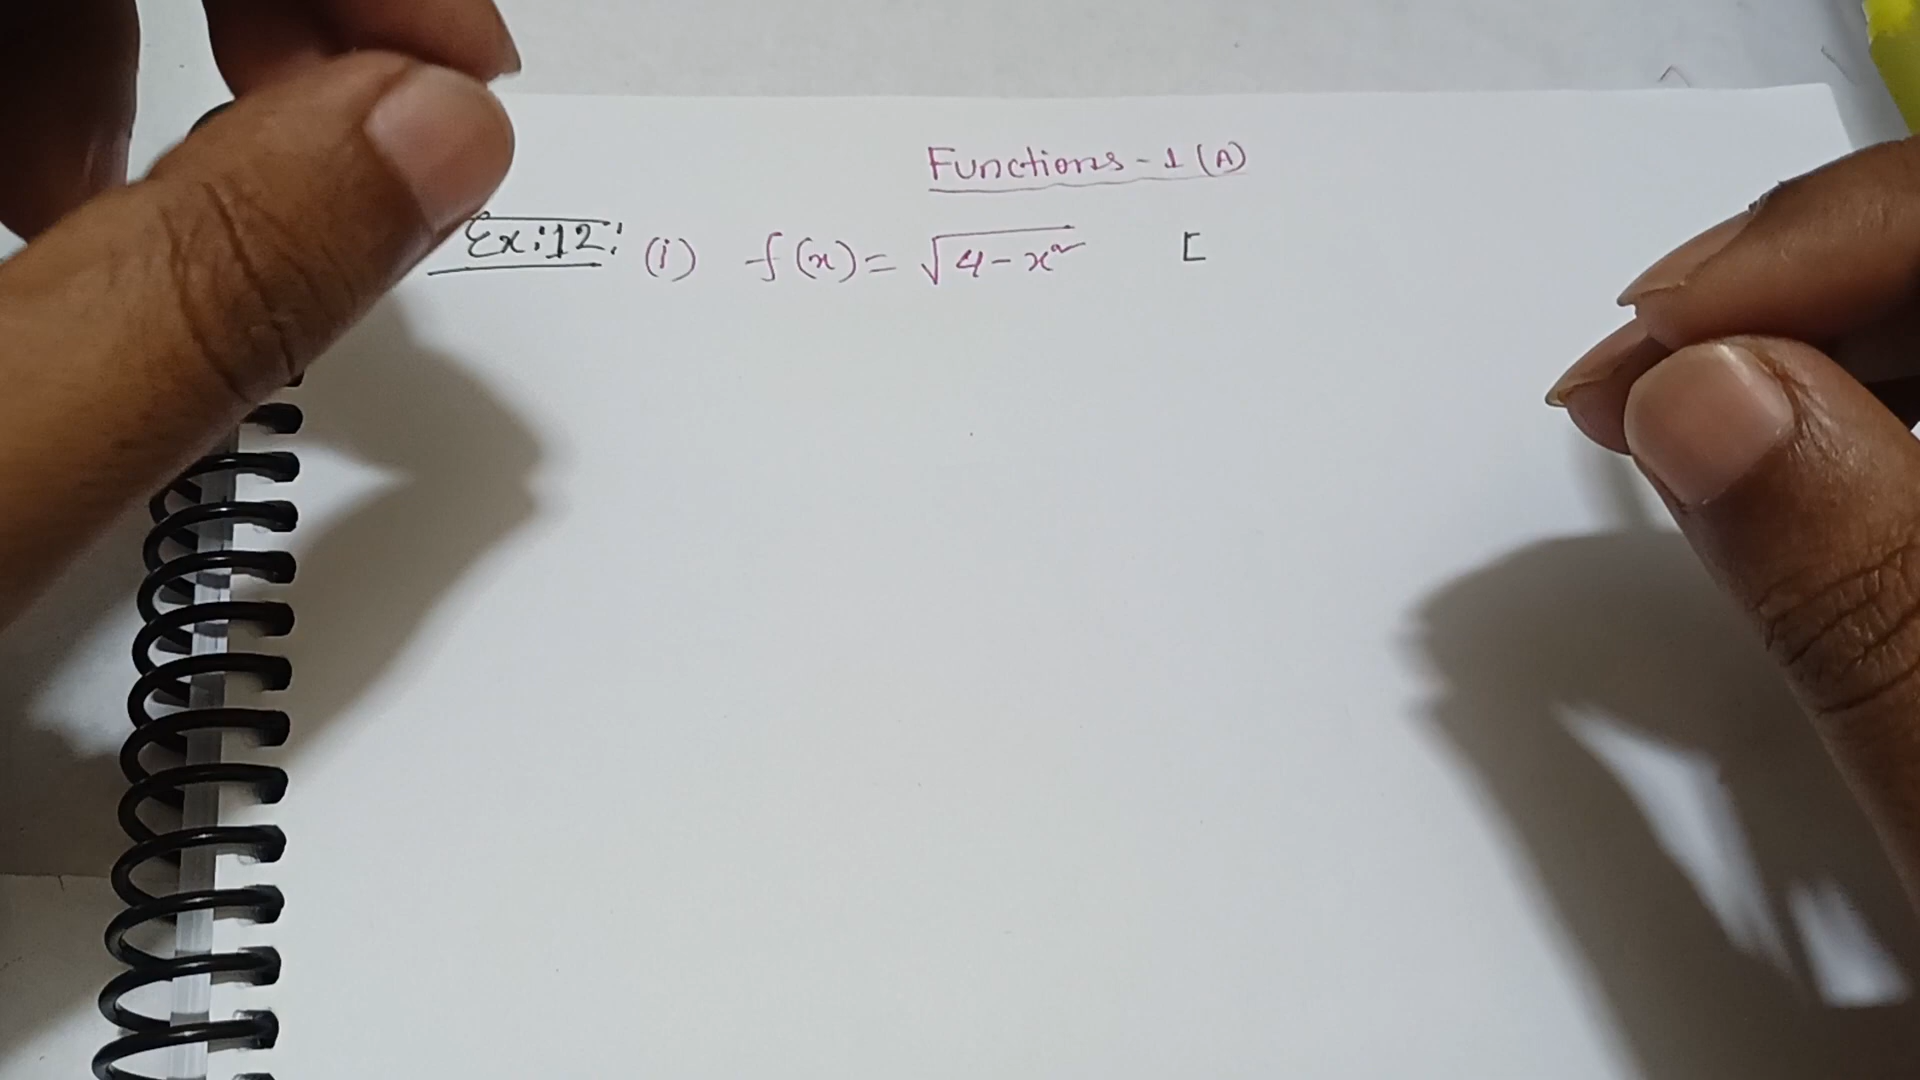 Functions - 1 (A)
Ex:12: (i) f(x) = √4-x² [